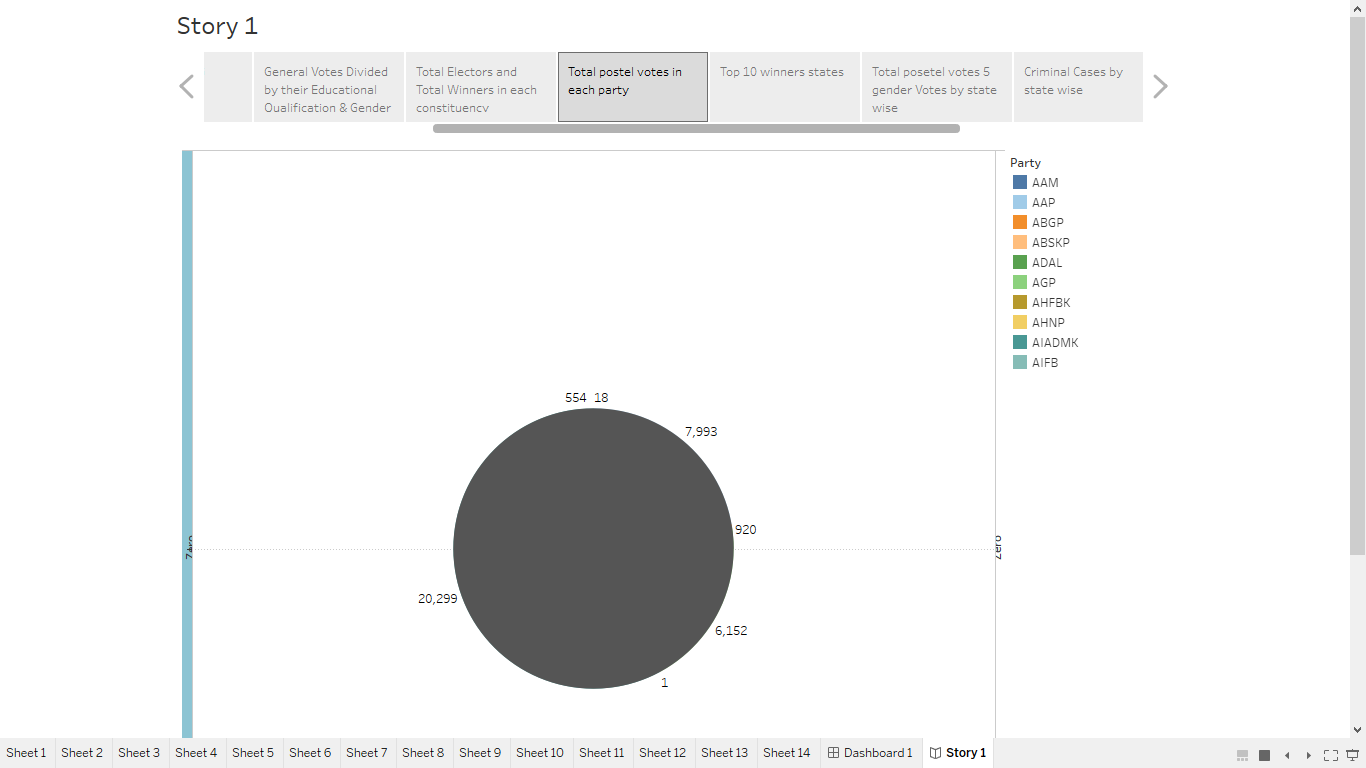 Story 1
General Votes Divided
by their Educational
Qualification & Gender
Total Electors and
Total Winners in each
constituency
Total postel votes in
each party
Top 10 winners states
Total posetel votes 5
gender Votes by state
wise
Criminal Cases by
state wise
Party
AAM
AAP
ABGP
ABSKP
ADAL
AGP
AHFBK
AHNP
AIADMK
AIFB
554 18
7,993
920
Zero
Zero
20,299
6,152
1
Sheet 1 Sheet 2 Sheet 3 Sheet 4 Sheet 5 Sheet 6 Sheet 7 Sheet 8 Sheet 9 Sheet 10 Sheet 11 Sheet 12 Sheet 13 Sheet 14 Dashboard 1 Story 1